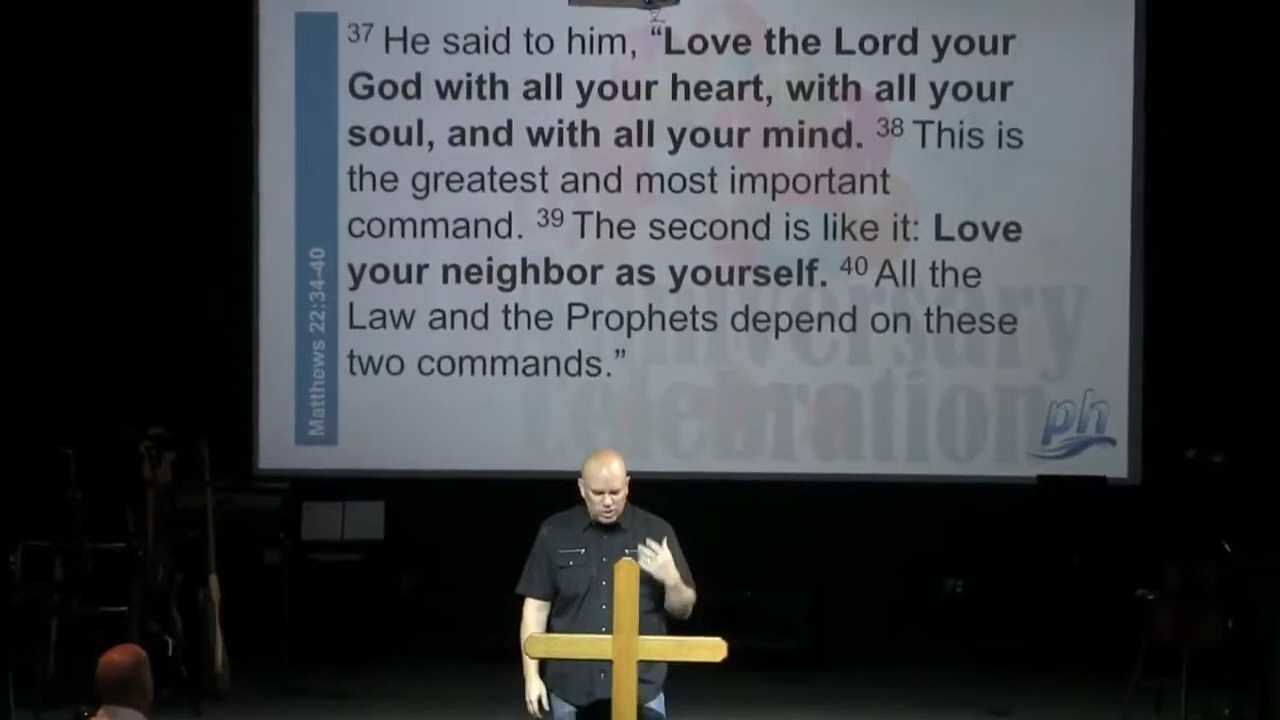 37 He said to him, “Love the Lord your
God with all your heart, with all your
soul, and with all your mind. 38 This is
the greatest and most important
command. 39 The second is like it: Love
your neighbor as yourself. 40 All the
Law and the Prophets depend on these
two commands.”
Matthews 22:34-40
Anniversary
Celebration
ph